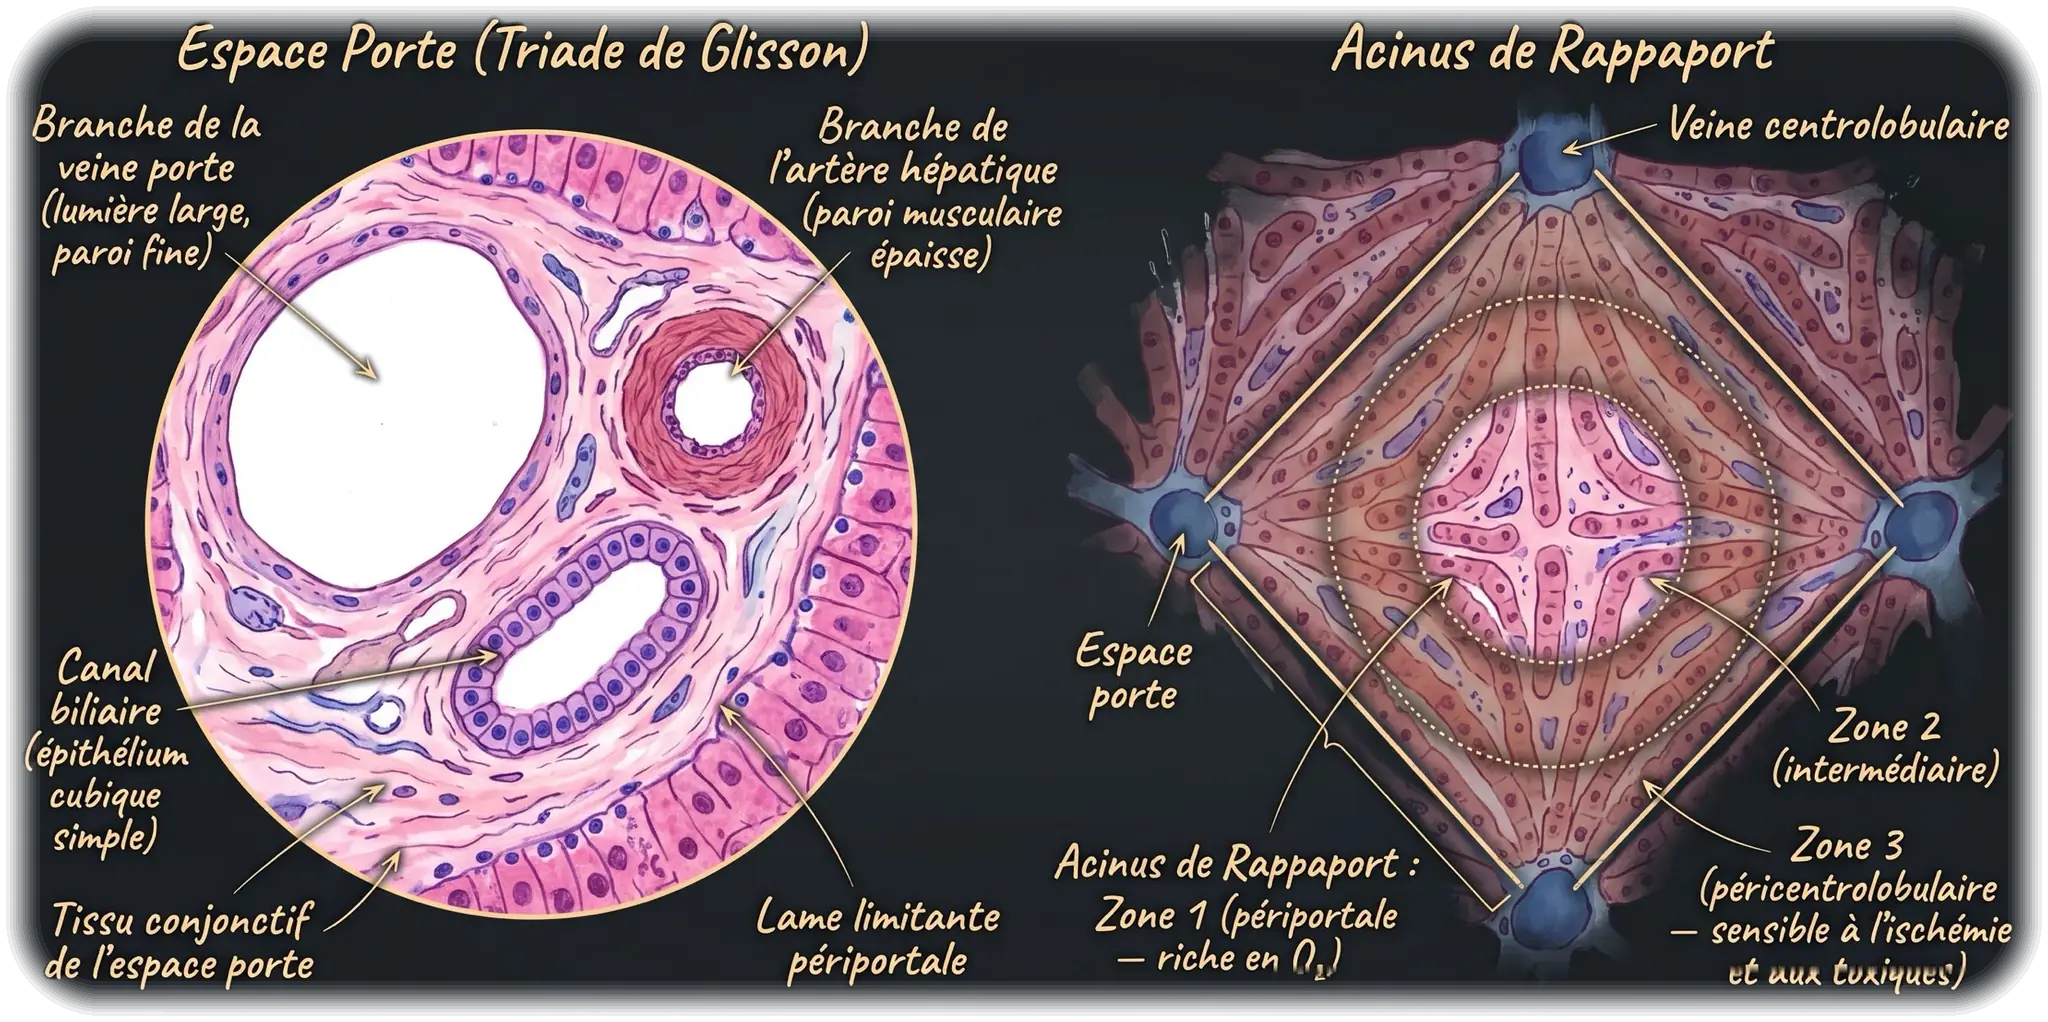 Espace Porte (Triade de Glisson)
Branche de la
veine porte
(lumière large,
paroi fine)
Branche de
l'artère hépatique
(paroi musculaire
épaisse)
Canal
biliaire
(épithélium
cubique
simple)
Tissu conjonctif
de l'espace porte
Lame limitante
périportale
Acinus de Rappaport
Veine centrolobulaire
Espace
porte
Zone 2
(intermédiaire)
Acinus de Rappaport :
Zone 1 (périportale
— riche en O₂)
Zone 3
(péricentrolobulaire
— sensible à l'ischémie
et aux toxiques)